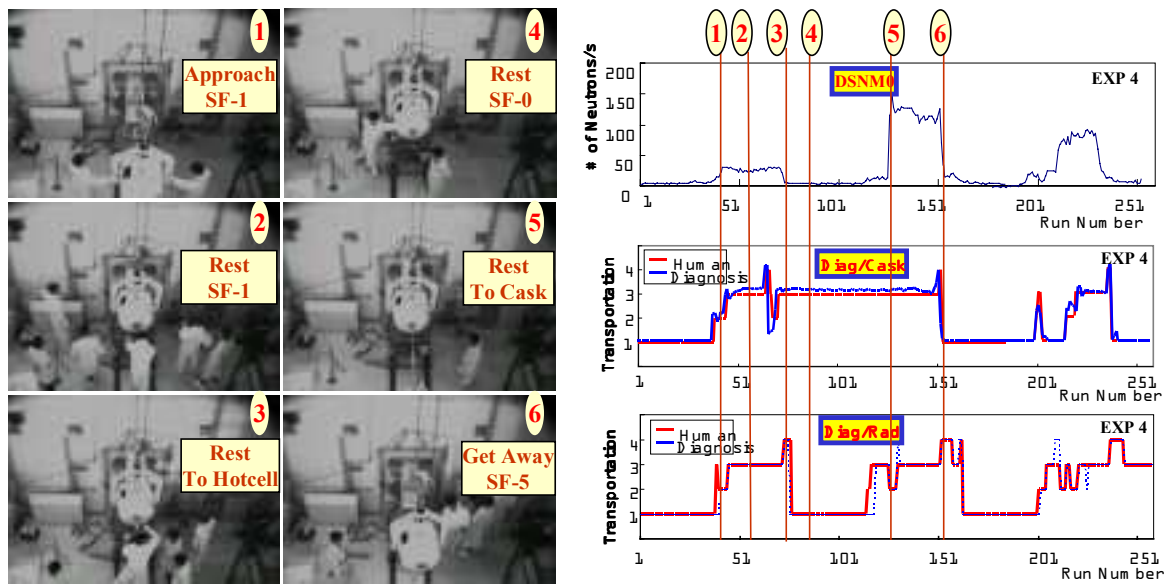 1
Approach
SF-1
4
Rest
SF-0
2
Rest
SF-1
5
Rest
To Cask
3
Rest
To Hotcell
6
Get Away
SF-5
1 2 3 4 5 6
# of Neutrons/s
200
150
100
50
0
DSNM0
EXP 4
1 51 101 151 201 251
Run Number
Transportation
4
3
2
1
Human
Diagnosis
Diag/Cask
EXP 4
1 51 101 151 201 251
Run Number
Transportation
4
3
2
1
Human
Diagnosis
Diag/Rad
EXP 4
1 51 101 151 201 251
Run Number